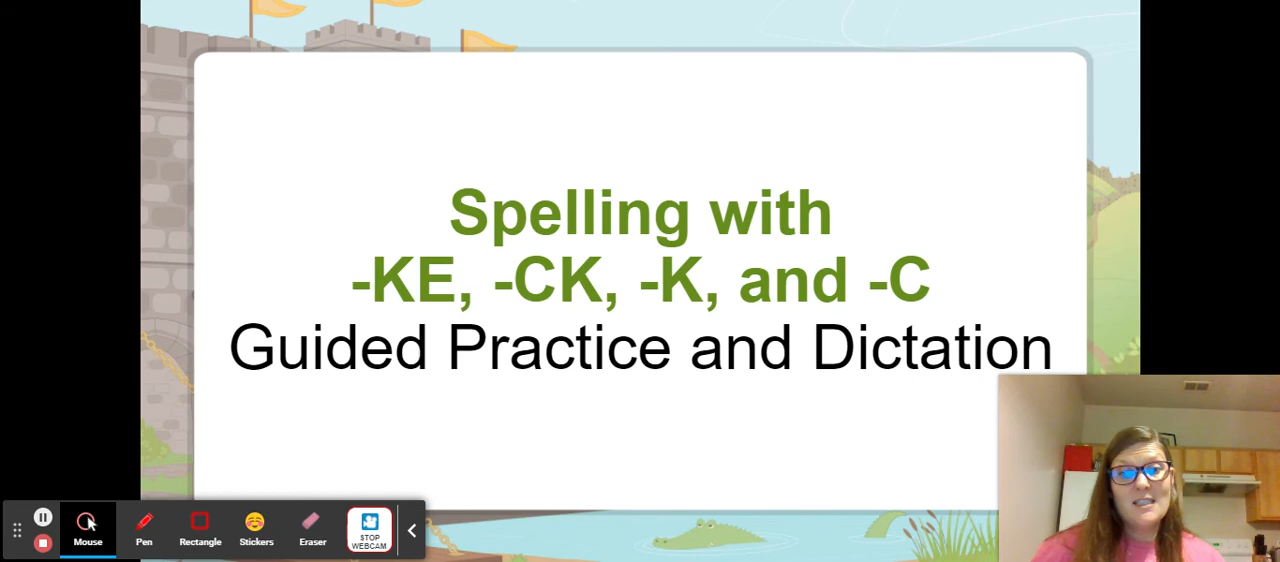 Spelling with
-KE, -CK, -K, and -C
Guided Practice and Dictation
Mouse
Pen
Rectangle
Stickers
Eraser
STOP
WEBCAM